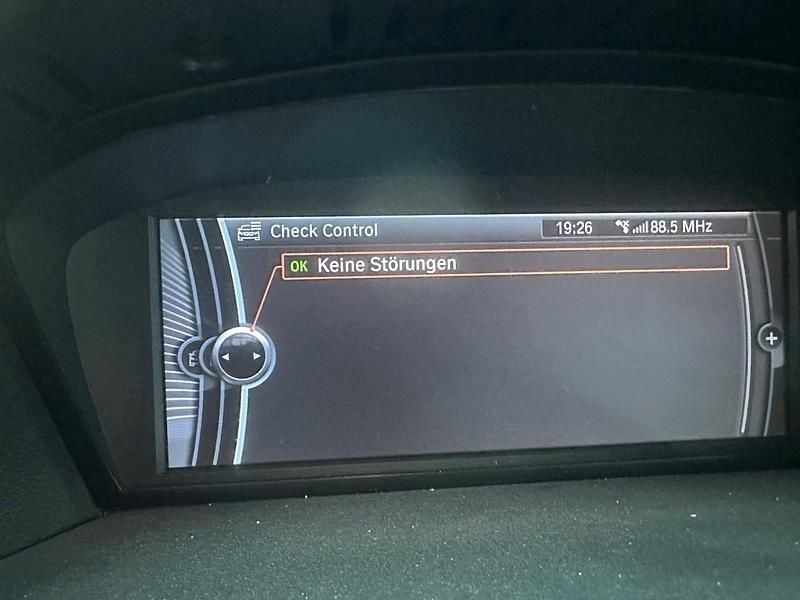 Check Control
19:26 88.5 MHz
OK Keine Störungen